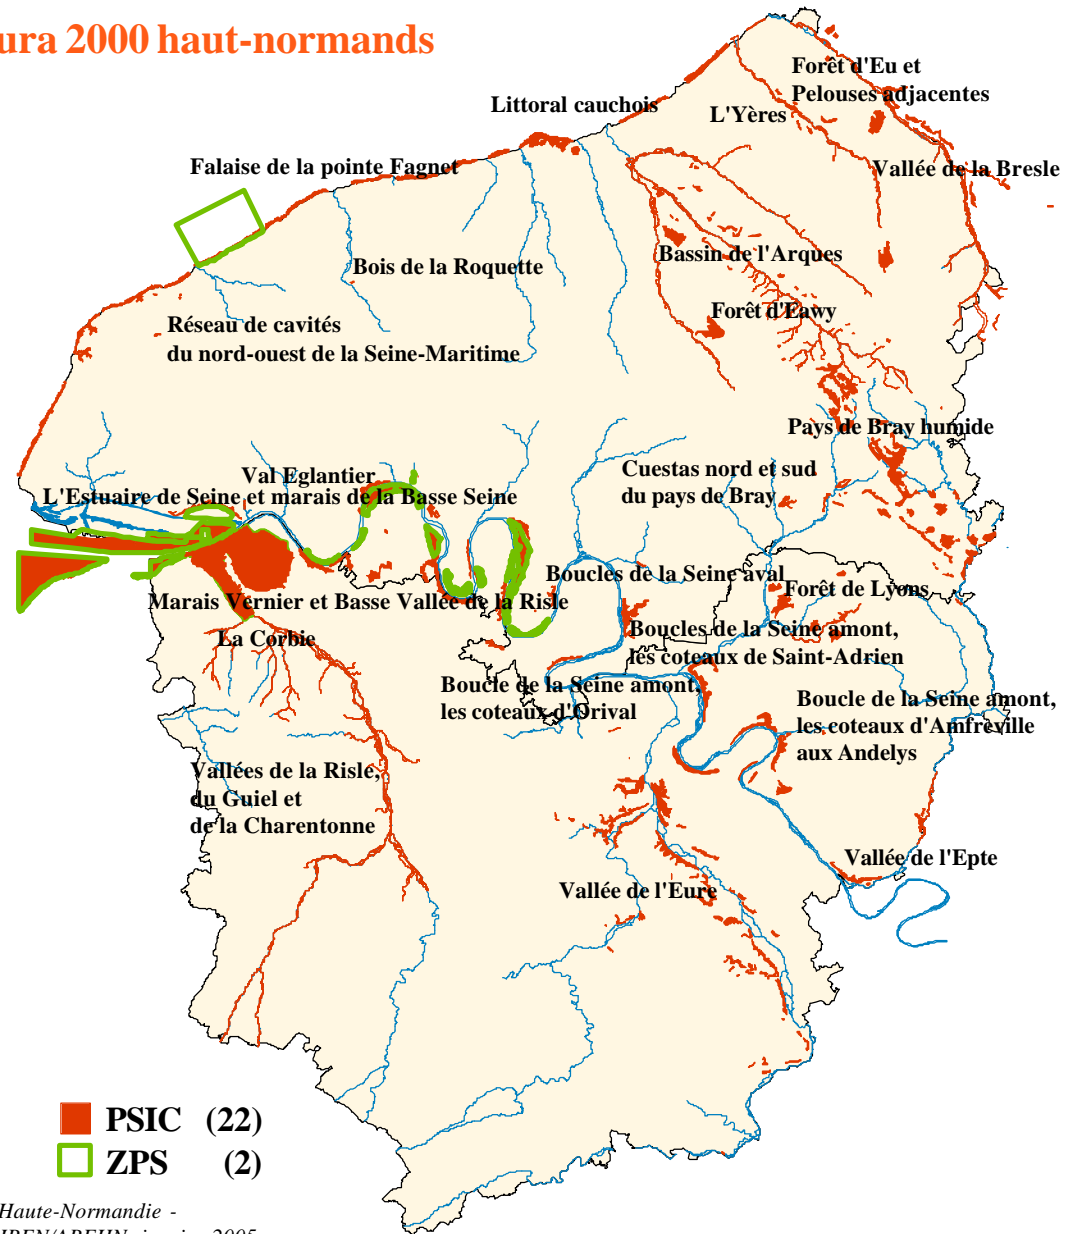 ura 2000 haut-normands
Forêt d'Eu et
Pelouses adjacentes
Littoral cauchois
L'Yères
Falaise de la pointe Fagnet
Vallée de la Bresle
Bassin de l'Arques
Bois de la Roquette
Forêt d'Eawy
Réseau de cavités
du nord-ouest de la Seine-Maritime
Pays de Bray humide
Cuestas nord et sud
du pays de Bray
Val Eglantier
L'Estuaire de Seine et marais de la Basse Seine
Boucles de la Seine aval
Forêt de Lyons
Marais Vernier et Basse Vallée de la Risle
La Corbie
Boucles de la Seine amont,
les coteaux de Saint-Adrien
Boucle de la Seine amont,
les coteaux d'Orival
Boucle de la Seine amont,
les coteaux d'Amfreville
aux Andelys
Vallées de la Risle,
du Guiel et
de la Charentonne
Vallée de l'Epte
Vallée de l'Eure
PSIC (22)
ZPS (2)
Haute-Normandie -
2005